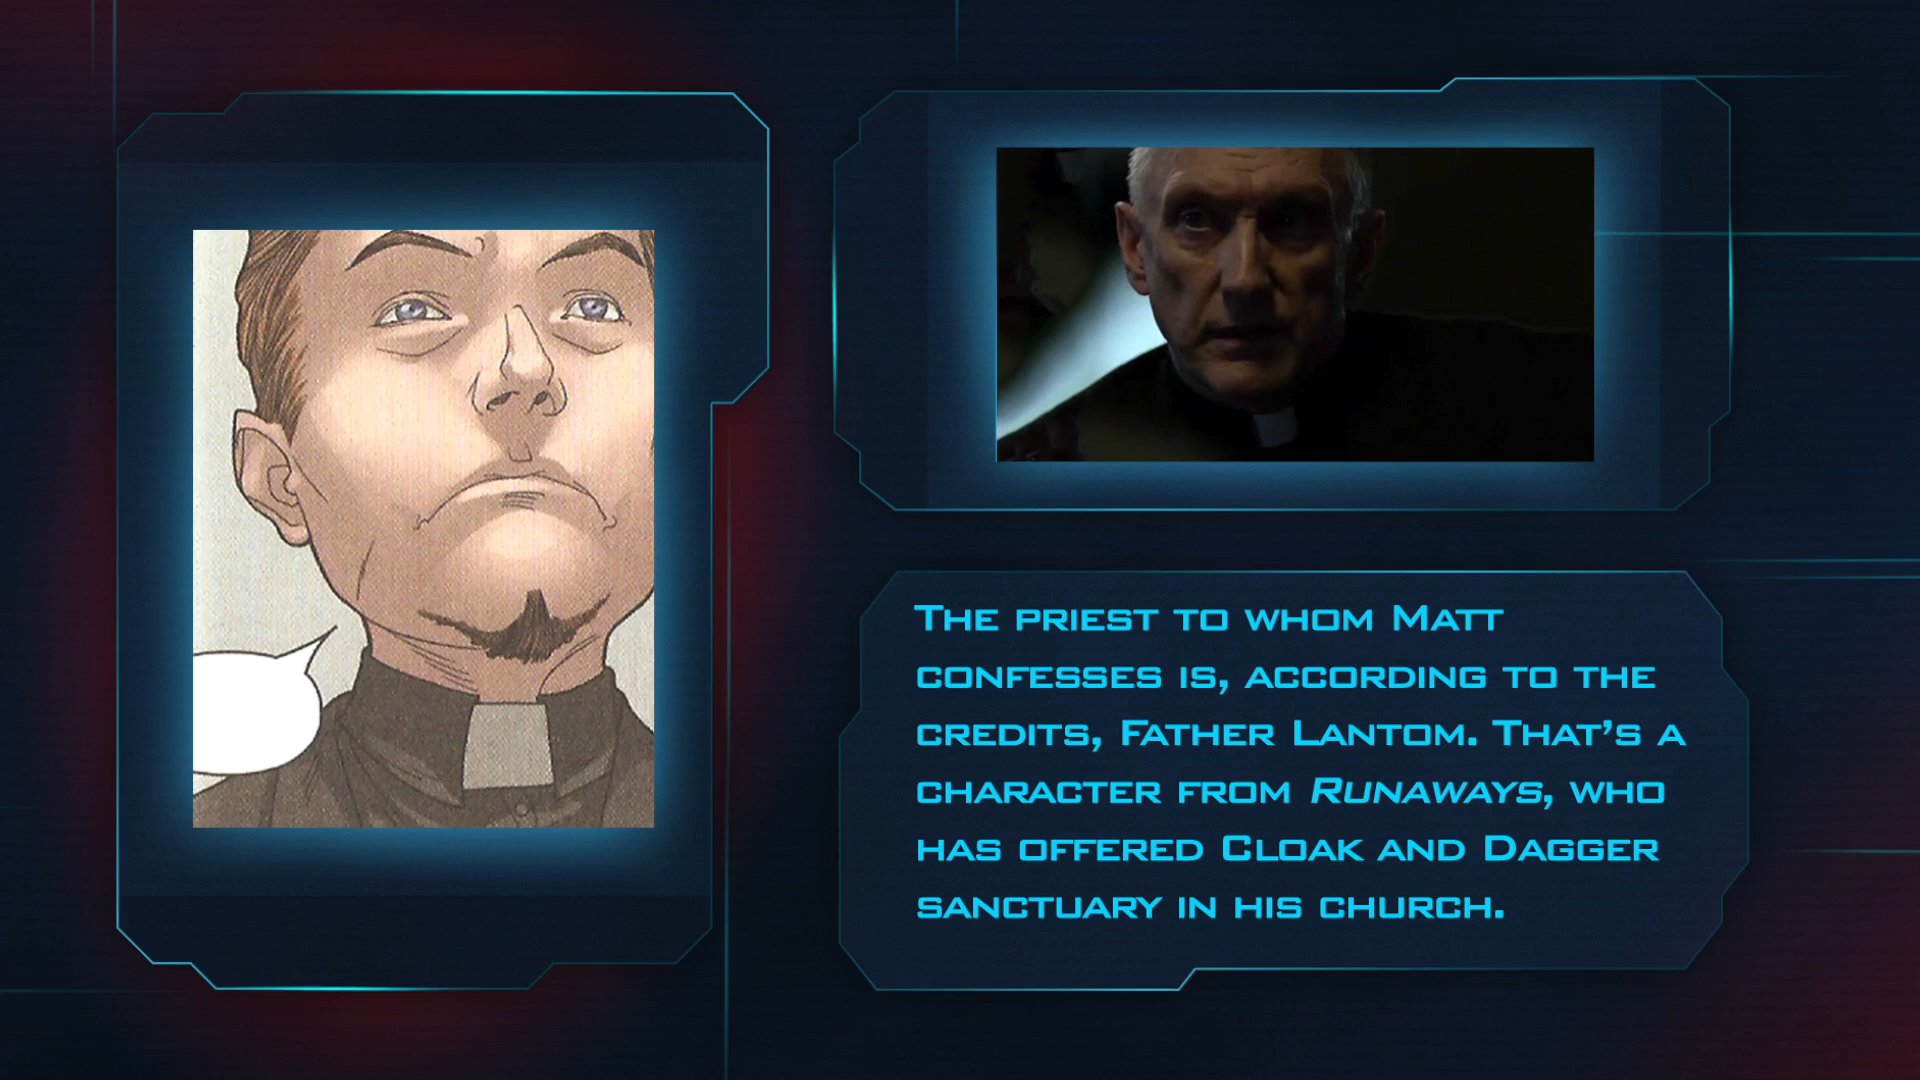 The priest to whom Matt
confesses is, according to the
credits, Father Lantom. That’s a
character from Runaways, who
has offered Cloak and Dagger
sanctuary in his church.